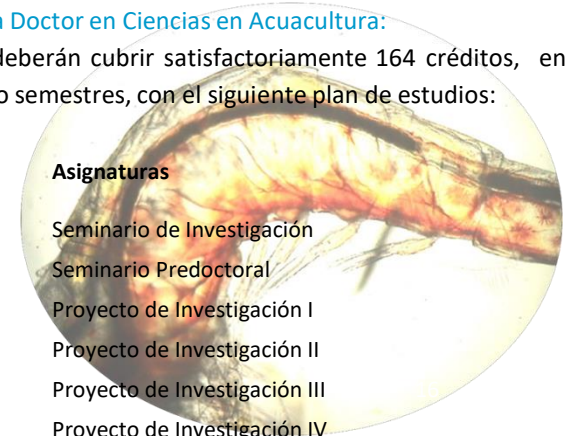 Doctor en Ciencias en Acuacultura:
deberán cubrir satisfactoriamente 164 créditos, en
semestres, con el siguiente plan de estudios:
Asignaturas
Seminario de Investigación
Seminario Predoctoral
Proyecto de Investigación I
Proyecto de Investigación II
Proyecto de Investigación III
Proyecto de Investigación IV